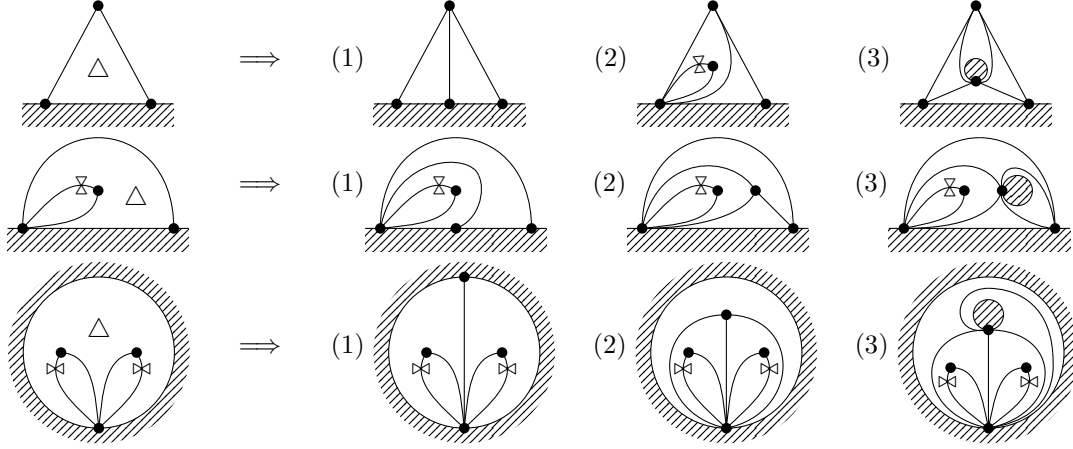 △ ⟹ (1) (2) (3)
△ ⟹ (1) (2) (3)
△ ⟹ (1) (2) (3)